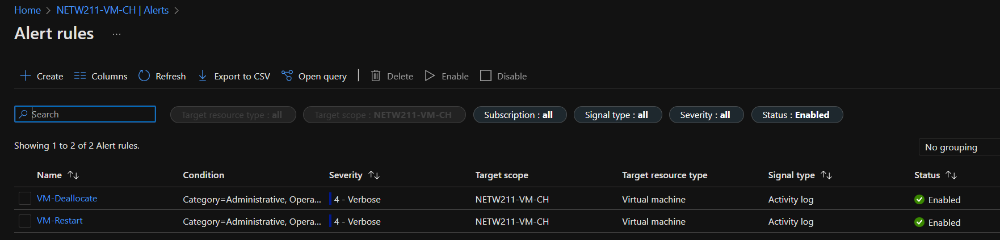 Home > NETW211-VM-CH | Alerts >
Alert rules ...
Create Columns Refresh Export to CSV Open query | Delete Enable Disable
Search Target resource type : all Target scope : NETW211-VM-CH Subscription : all Signal type : all Severity : all Status : Enabled
Showing 1 to 2 of 2 Alert rules.
No grouping
Name ↑↓ Condition Severity ↑↓ Target scope Target resource type Signal type ↑↓ Status ↑↓
VM-Deallocate Category=Administrative, Opera... 4 - Verbose NETW211-VM-CH Virtual machine Activity log Enabled
VM-Restart Category=Administrative, Opera... 4 - Verbose NETW211-VM-CH Virtual machine Activity log Enabled